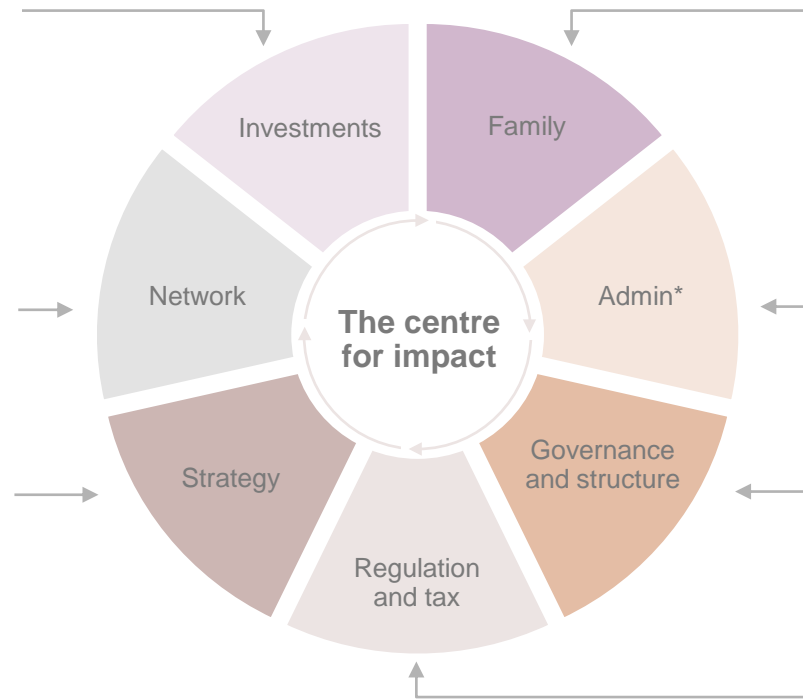 Investments
Family
Network
Admin*
The centre
for impact
Strategy
Governance
and structure
Regulation
and tax